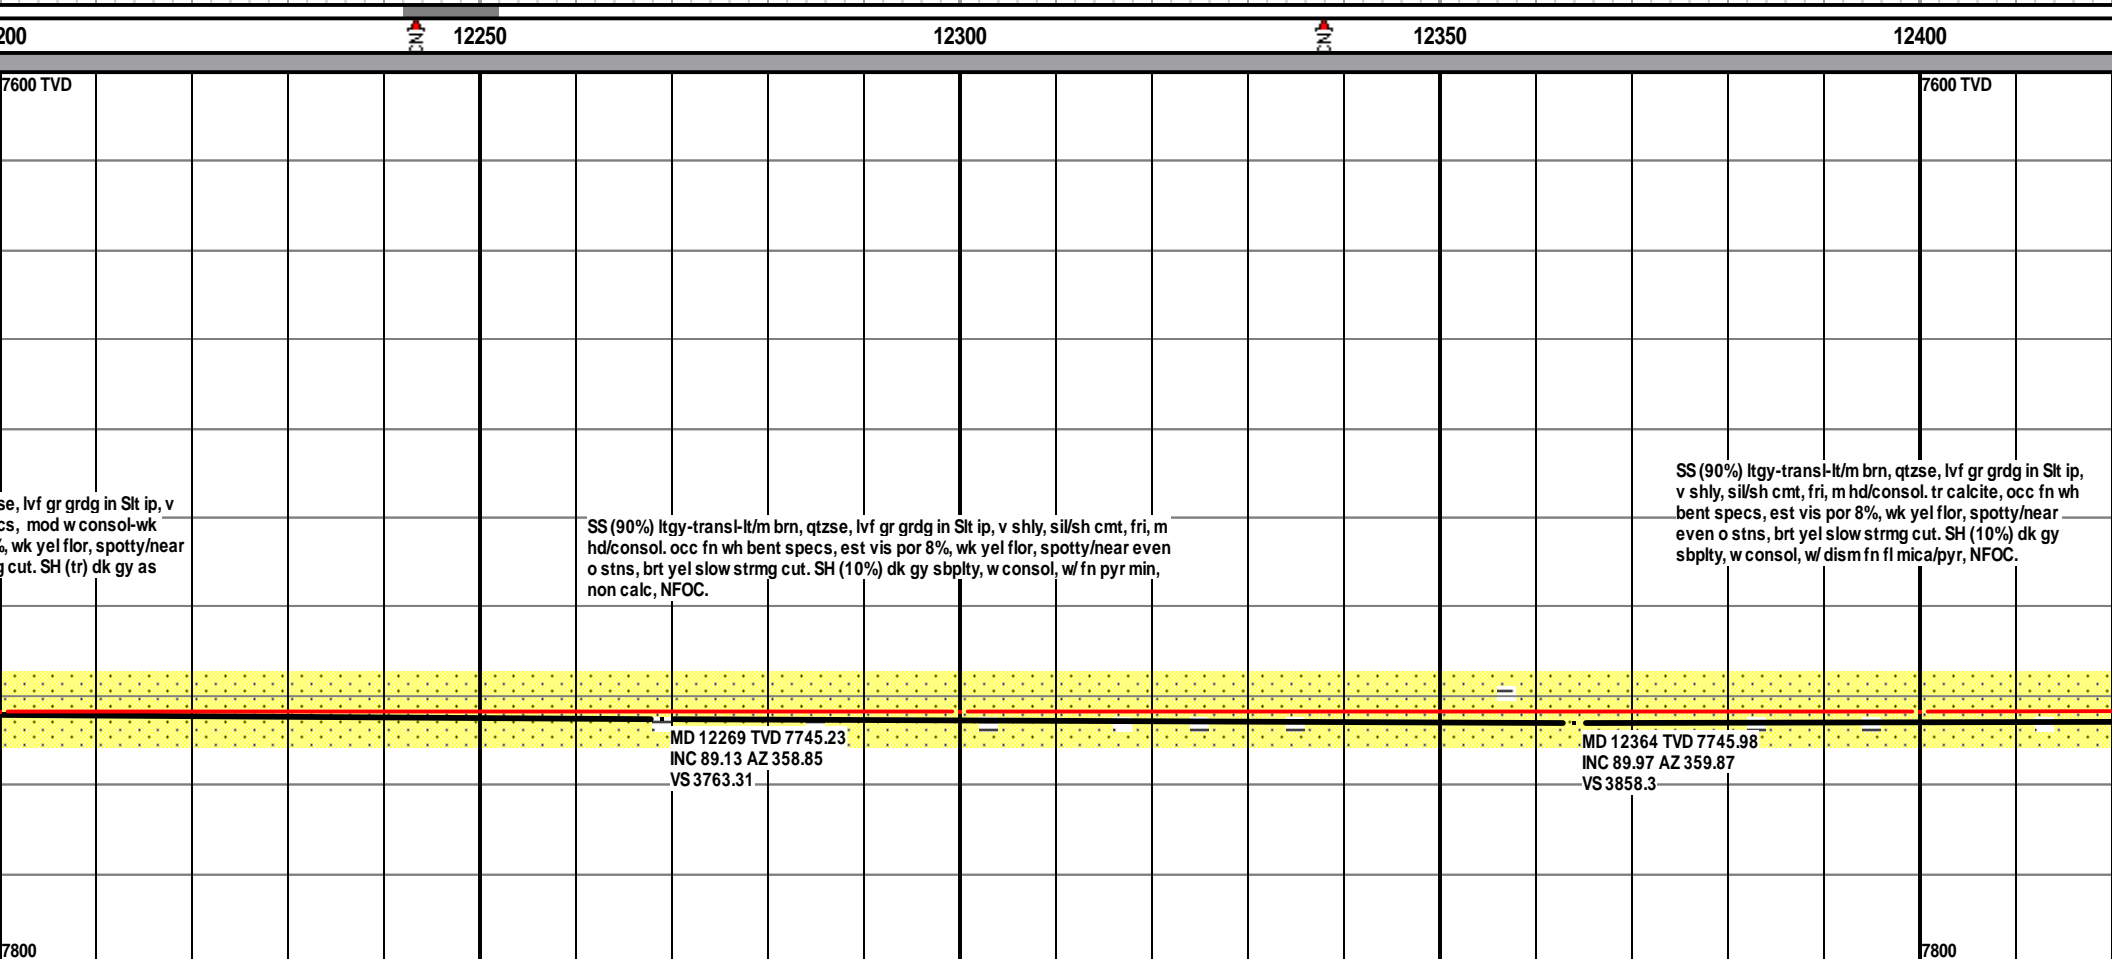 200 12250 12300 12350 12400
CN
CN
7600 TVD
7600 TVD
se, lvf gr grdg in Slt ip, v
cs, mod w consol-wk
%, wk yel flor, spotty/near
g cut. SH (tr) dk gy as
SS (90%) ltgy-transl-lt/m brn, qtzse, lvf gr grdg in Slt ip, v shly, sil/sh cmt, fri, m
hd/consol. occ fn wh bent specs, est vis por 8%, wk yel flor, spotty/near even
o stns, brt yel slow strmg cut. SH (10%) dk gy sbplty, w consol, w/ fn pyr min,
non calc, NFOC.
SS (90%) ltgy-transl-lt/m brn, qtzse, lvf gr grdg in Slt ip,
v shly, sil/sh cmt, fri, m hd/consol. tr calcite, occ fn wh
bent specs, est vis por 8%, wk yel flor, spotty/near
even o stns, brt yel slow strmg cut. SH (10%) dk gy
sbplty, w consol, w/ dism fn fl mica/pyr, NFOC.
MD 12269 TVD 7745.23
INC 89.13 AZ 358.85
VS 3763.31
MD 12364 TVD 7745.98
INC 89.97 AZ 359.87
VS 3858.3
7800
7800